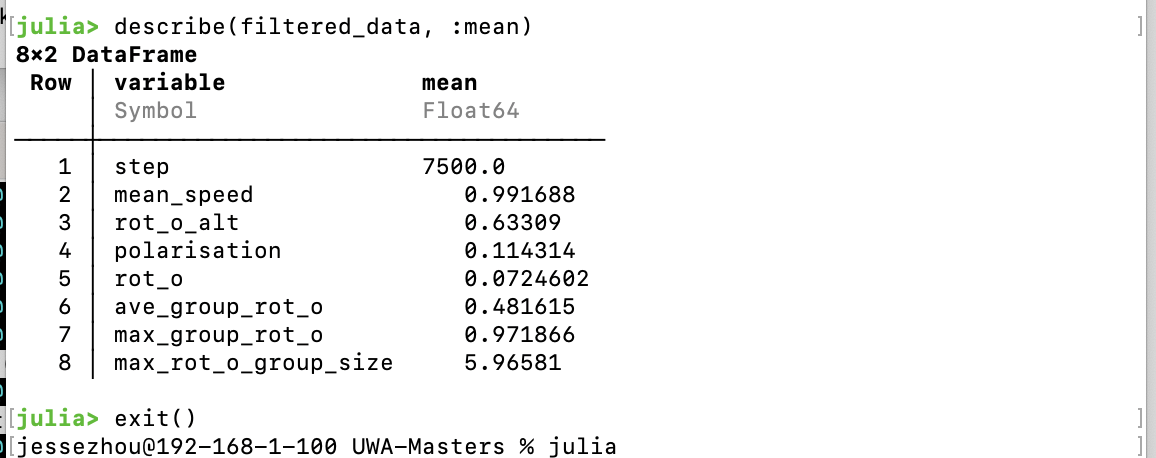 [julia> describe(filtered_data, :mean) ]
8×2 DataFrame
Row │ variable mean
│ Symbol Float64
─────┼─────────────────────────────────────
1 │ step 7500.0
2 │ mean_speed 0.991688
3 │ rot_o_alt 0.63309
4 │ polarisation 0.114314
5 │ rot_o 0.0724602
6 │ ave_group_rot_o 0.481615
7 │ max_group_rot_o 0.971866
8 │ max_rot_o_group_size 5.96581
[julia> exit() ]
[jessezhou@192-168-1-100 UWA-Masters % julia ]